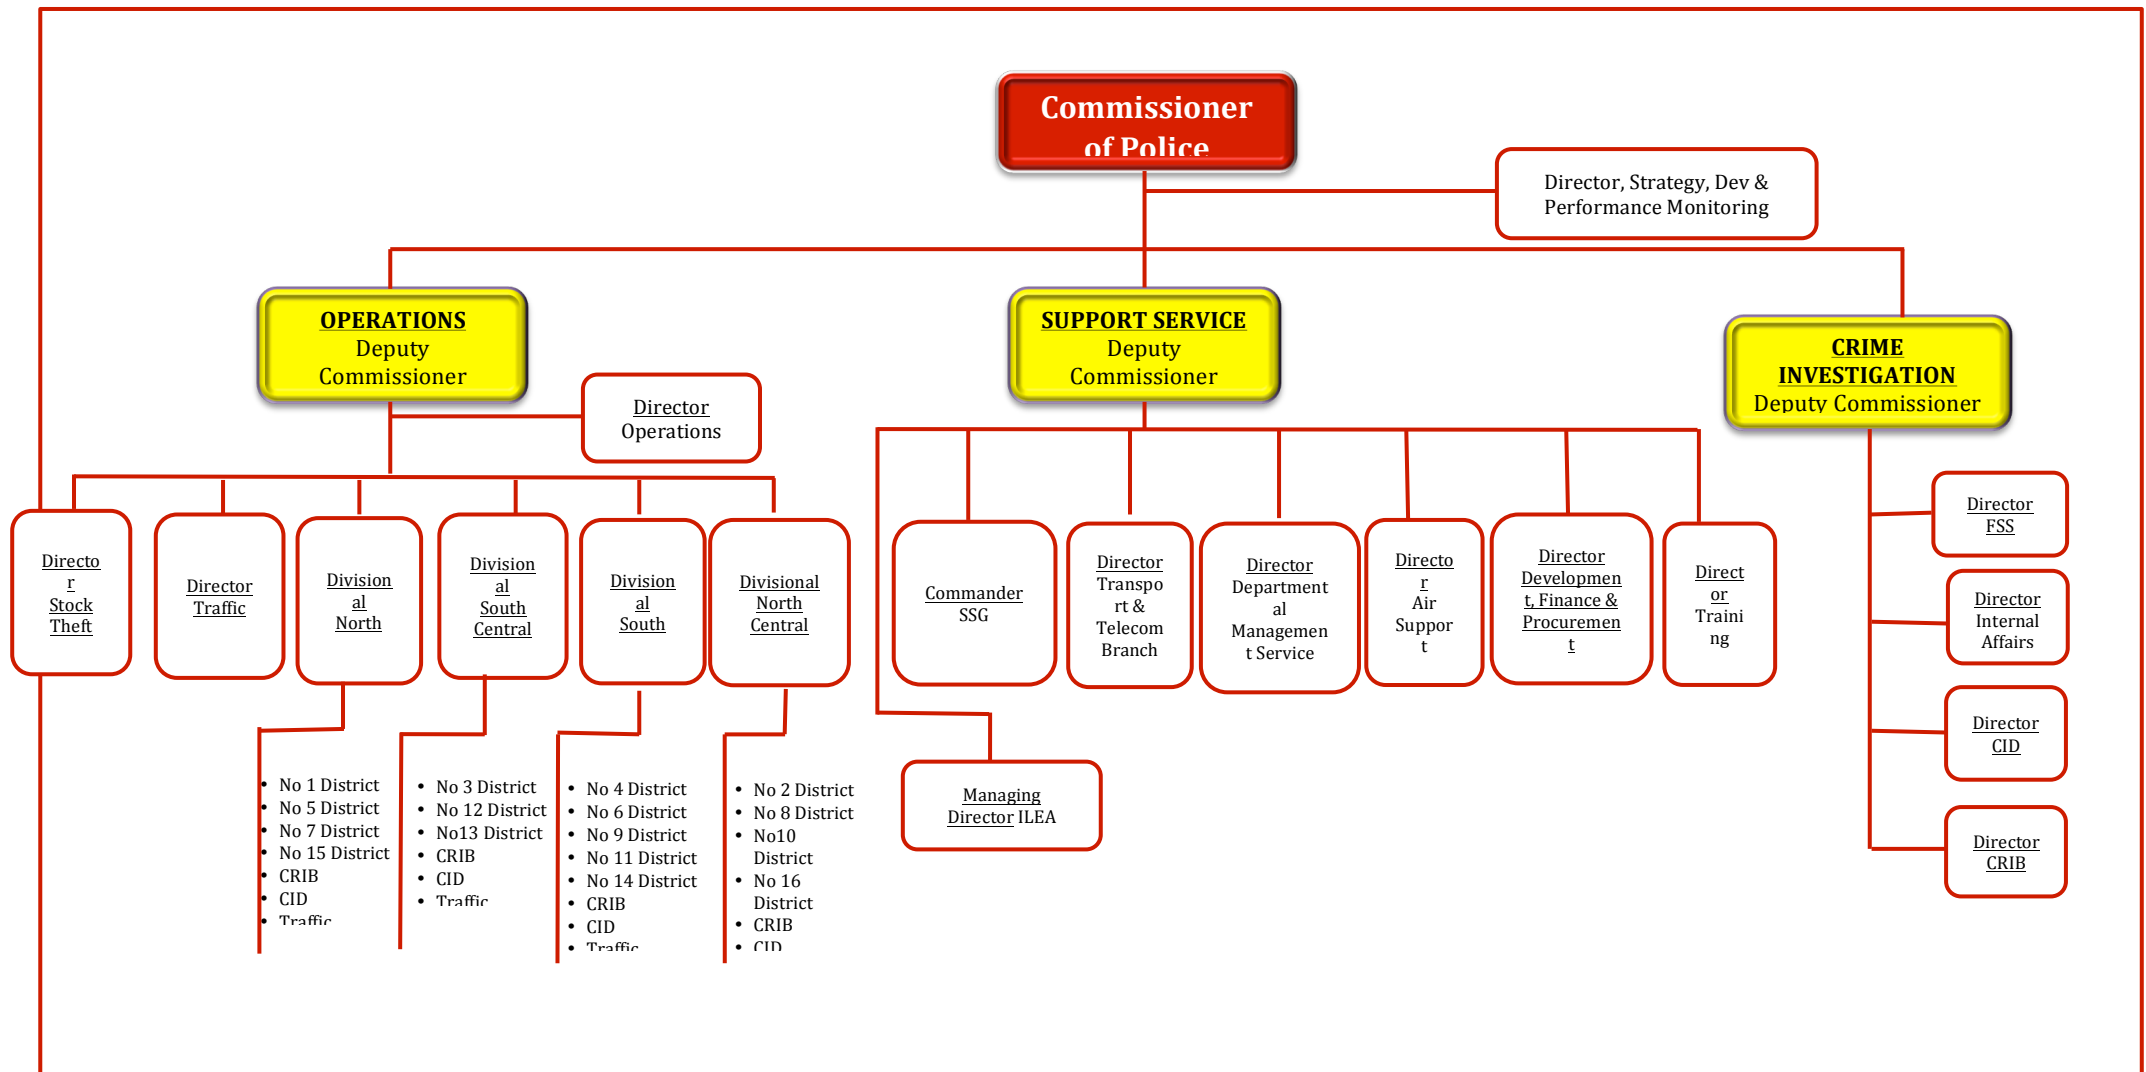 Commissioner
of Police
Director, Strategy, Dev &
Performance Monitoring
OPERATIONS
Deputy
Commissioner
SUPPORT SERVICE
Deputy
Commissioner
CRIME
INVESTIGATION
Deputy Commissioner
Director
Operations
Directo
r
Stock
Theft
Director
Traffic
Division
al
North
Division
al
South
Central
Division
al
South
Divisional
North
Central
Commander
SSG
Director
Transpo
rt &
Telecom
Branch
Director
Department
al
Managemen
t Service
Directo
r
Air
Suppor
t
Director
Developmen
t, Finance &
Procuremen
t
Direct
or
Traini
ng
Director
FSS
Director
Internal
Affairs
Director
CID
Director
CRIB
Managing
Director ILEA
• No 1 District
• No 5 District
• No 7 District
• No 15 District
• CRIB
• CID
• Traffic
• No 3 District
• No 12 District
• No13 District
• CRIB
• CID
• Traffic
• No 4 District
• No 6 District
• No 9 District
• No 11 District
• No 14 District
• CRIB
• CID
• Traffic
• No 2 District
• No 8 District
• No10
District
• No 16
District
• CRIB
• CID